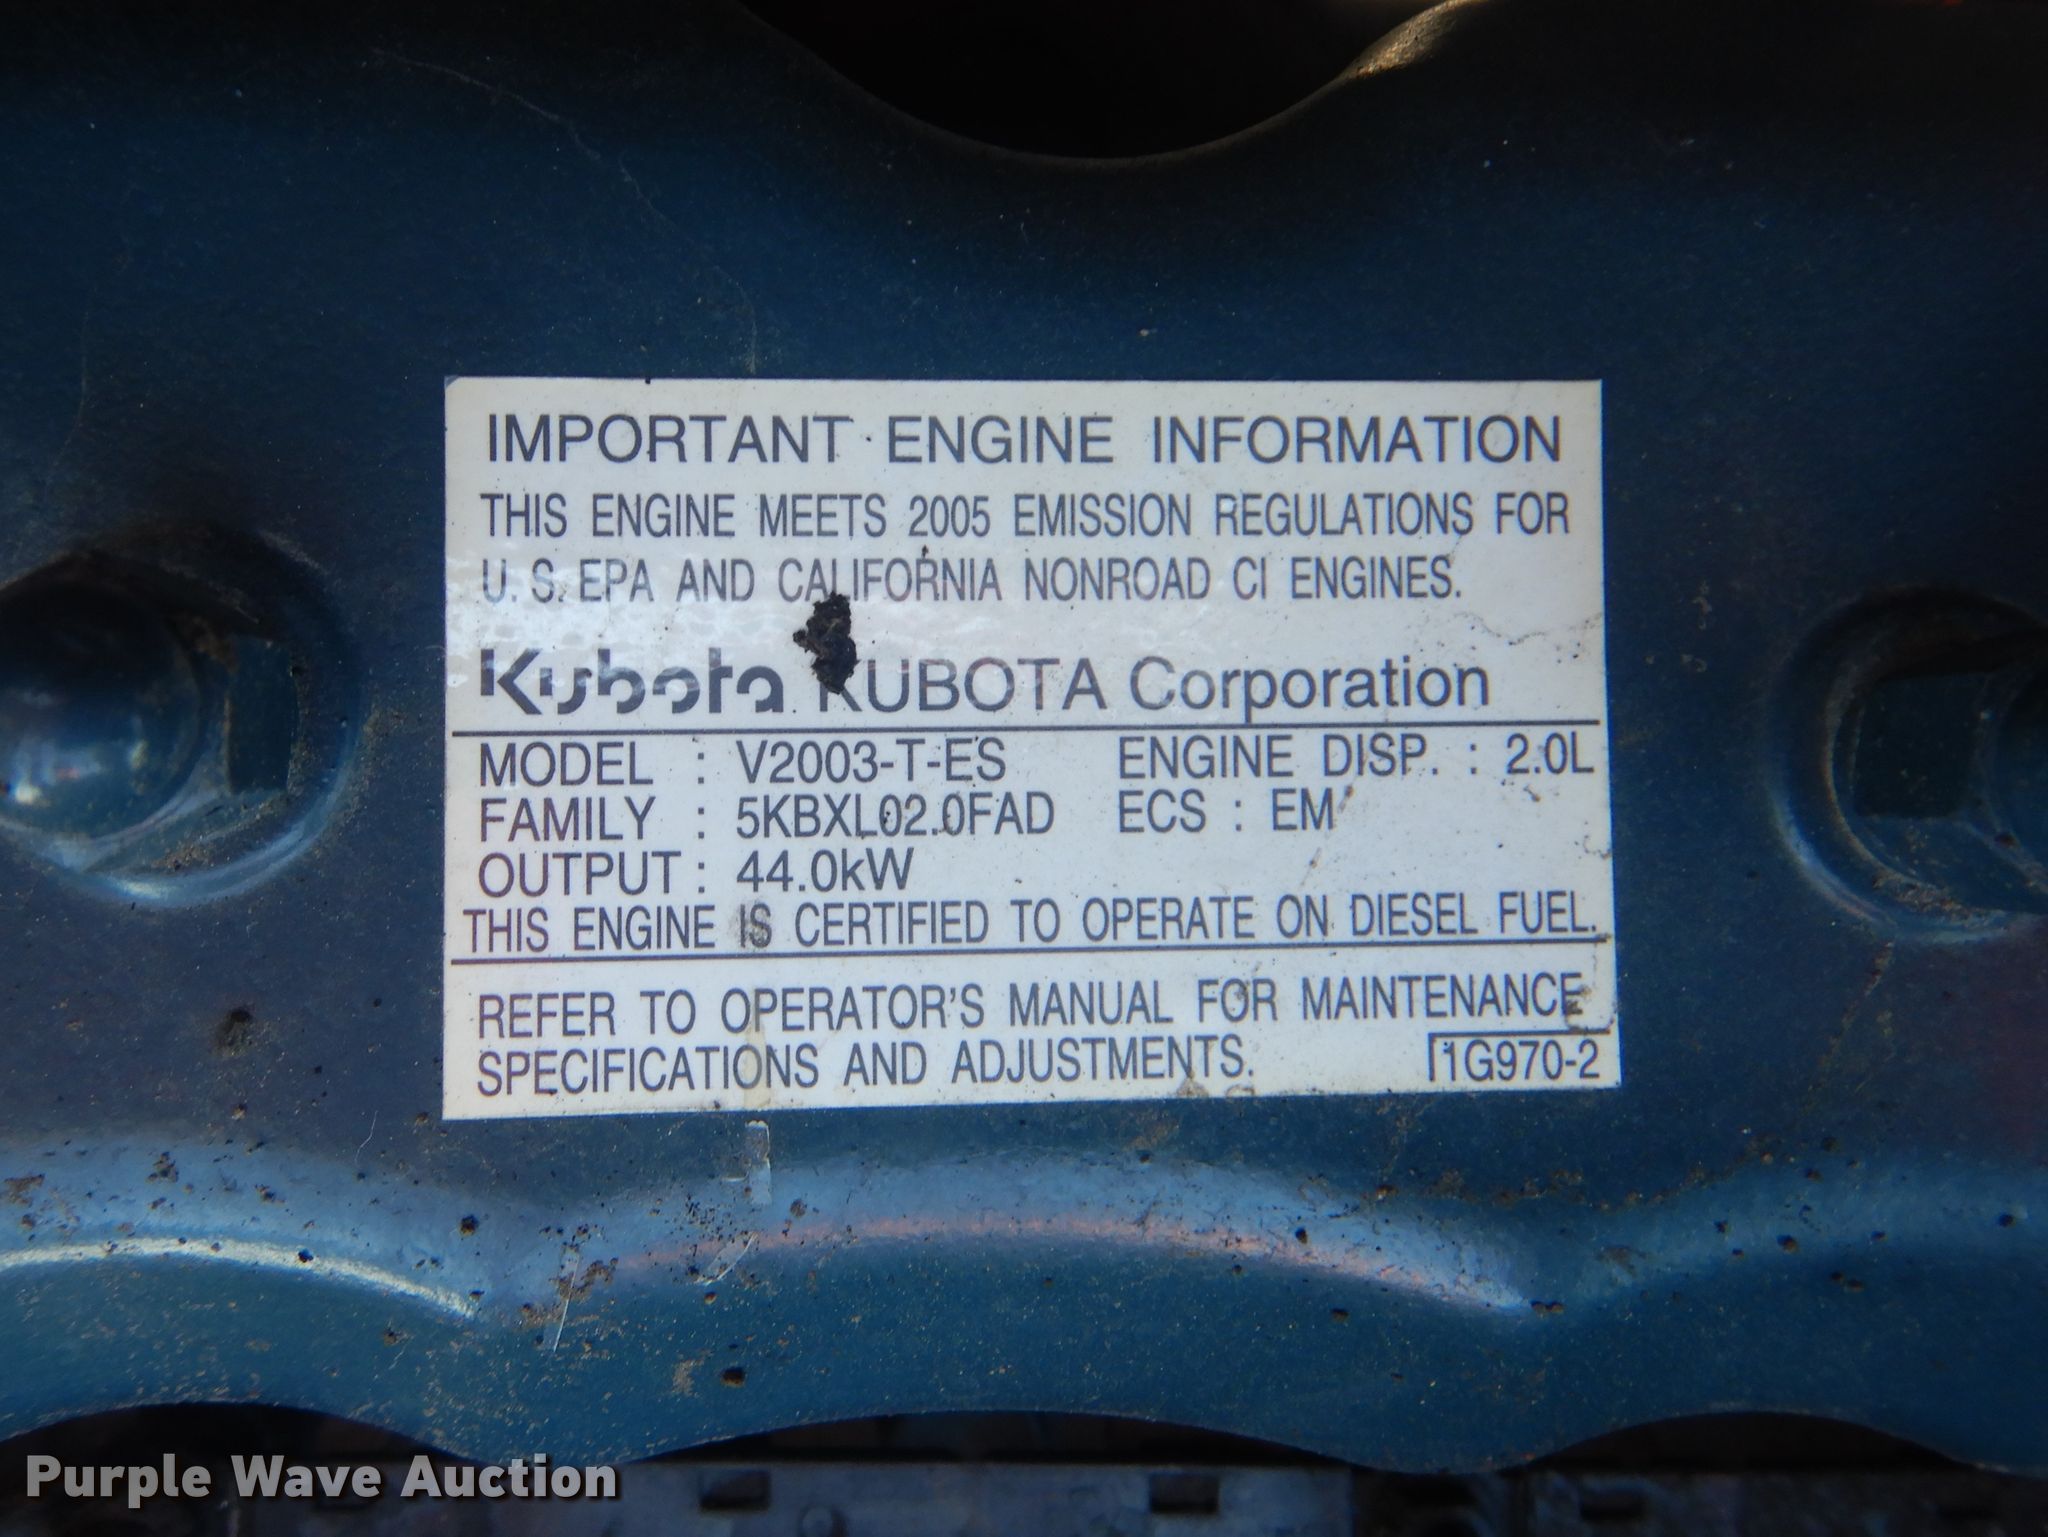 IMPORTANT ENGINE INFORMATION
THIS ENGINE MEETS 2005 EMISSION REGULATIONS FOR
U.S. EPA AND CALIFORNIA NONROAD CI ENGINES.
Kubota KUBOTA Corporation
MODEL : V2003-T-ES ENGINE DISP. : 2.0L
FAMILY : 5KBXL02.0FAD ECS : EM
OUTPUT : 44.0kW
THIS ENGINE IS CERTIFIED TO OPERATE ON DIESEL FUEL.
REFER TO OPERATOR'S MANUAL FOR MAINTENANCE
SPECIFICATIONS AND ADJUSTMENTS. 1G970-2
Purple Wave Auction